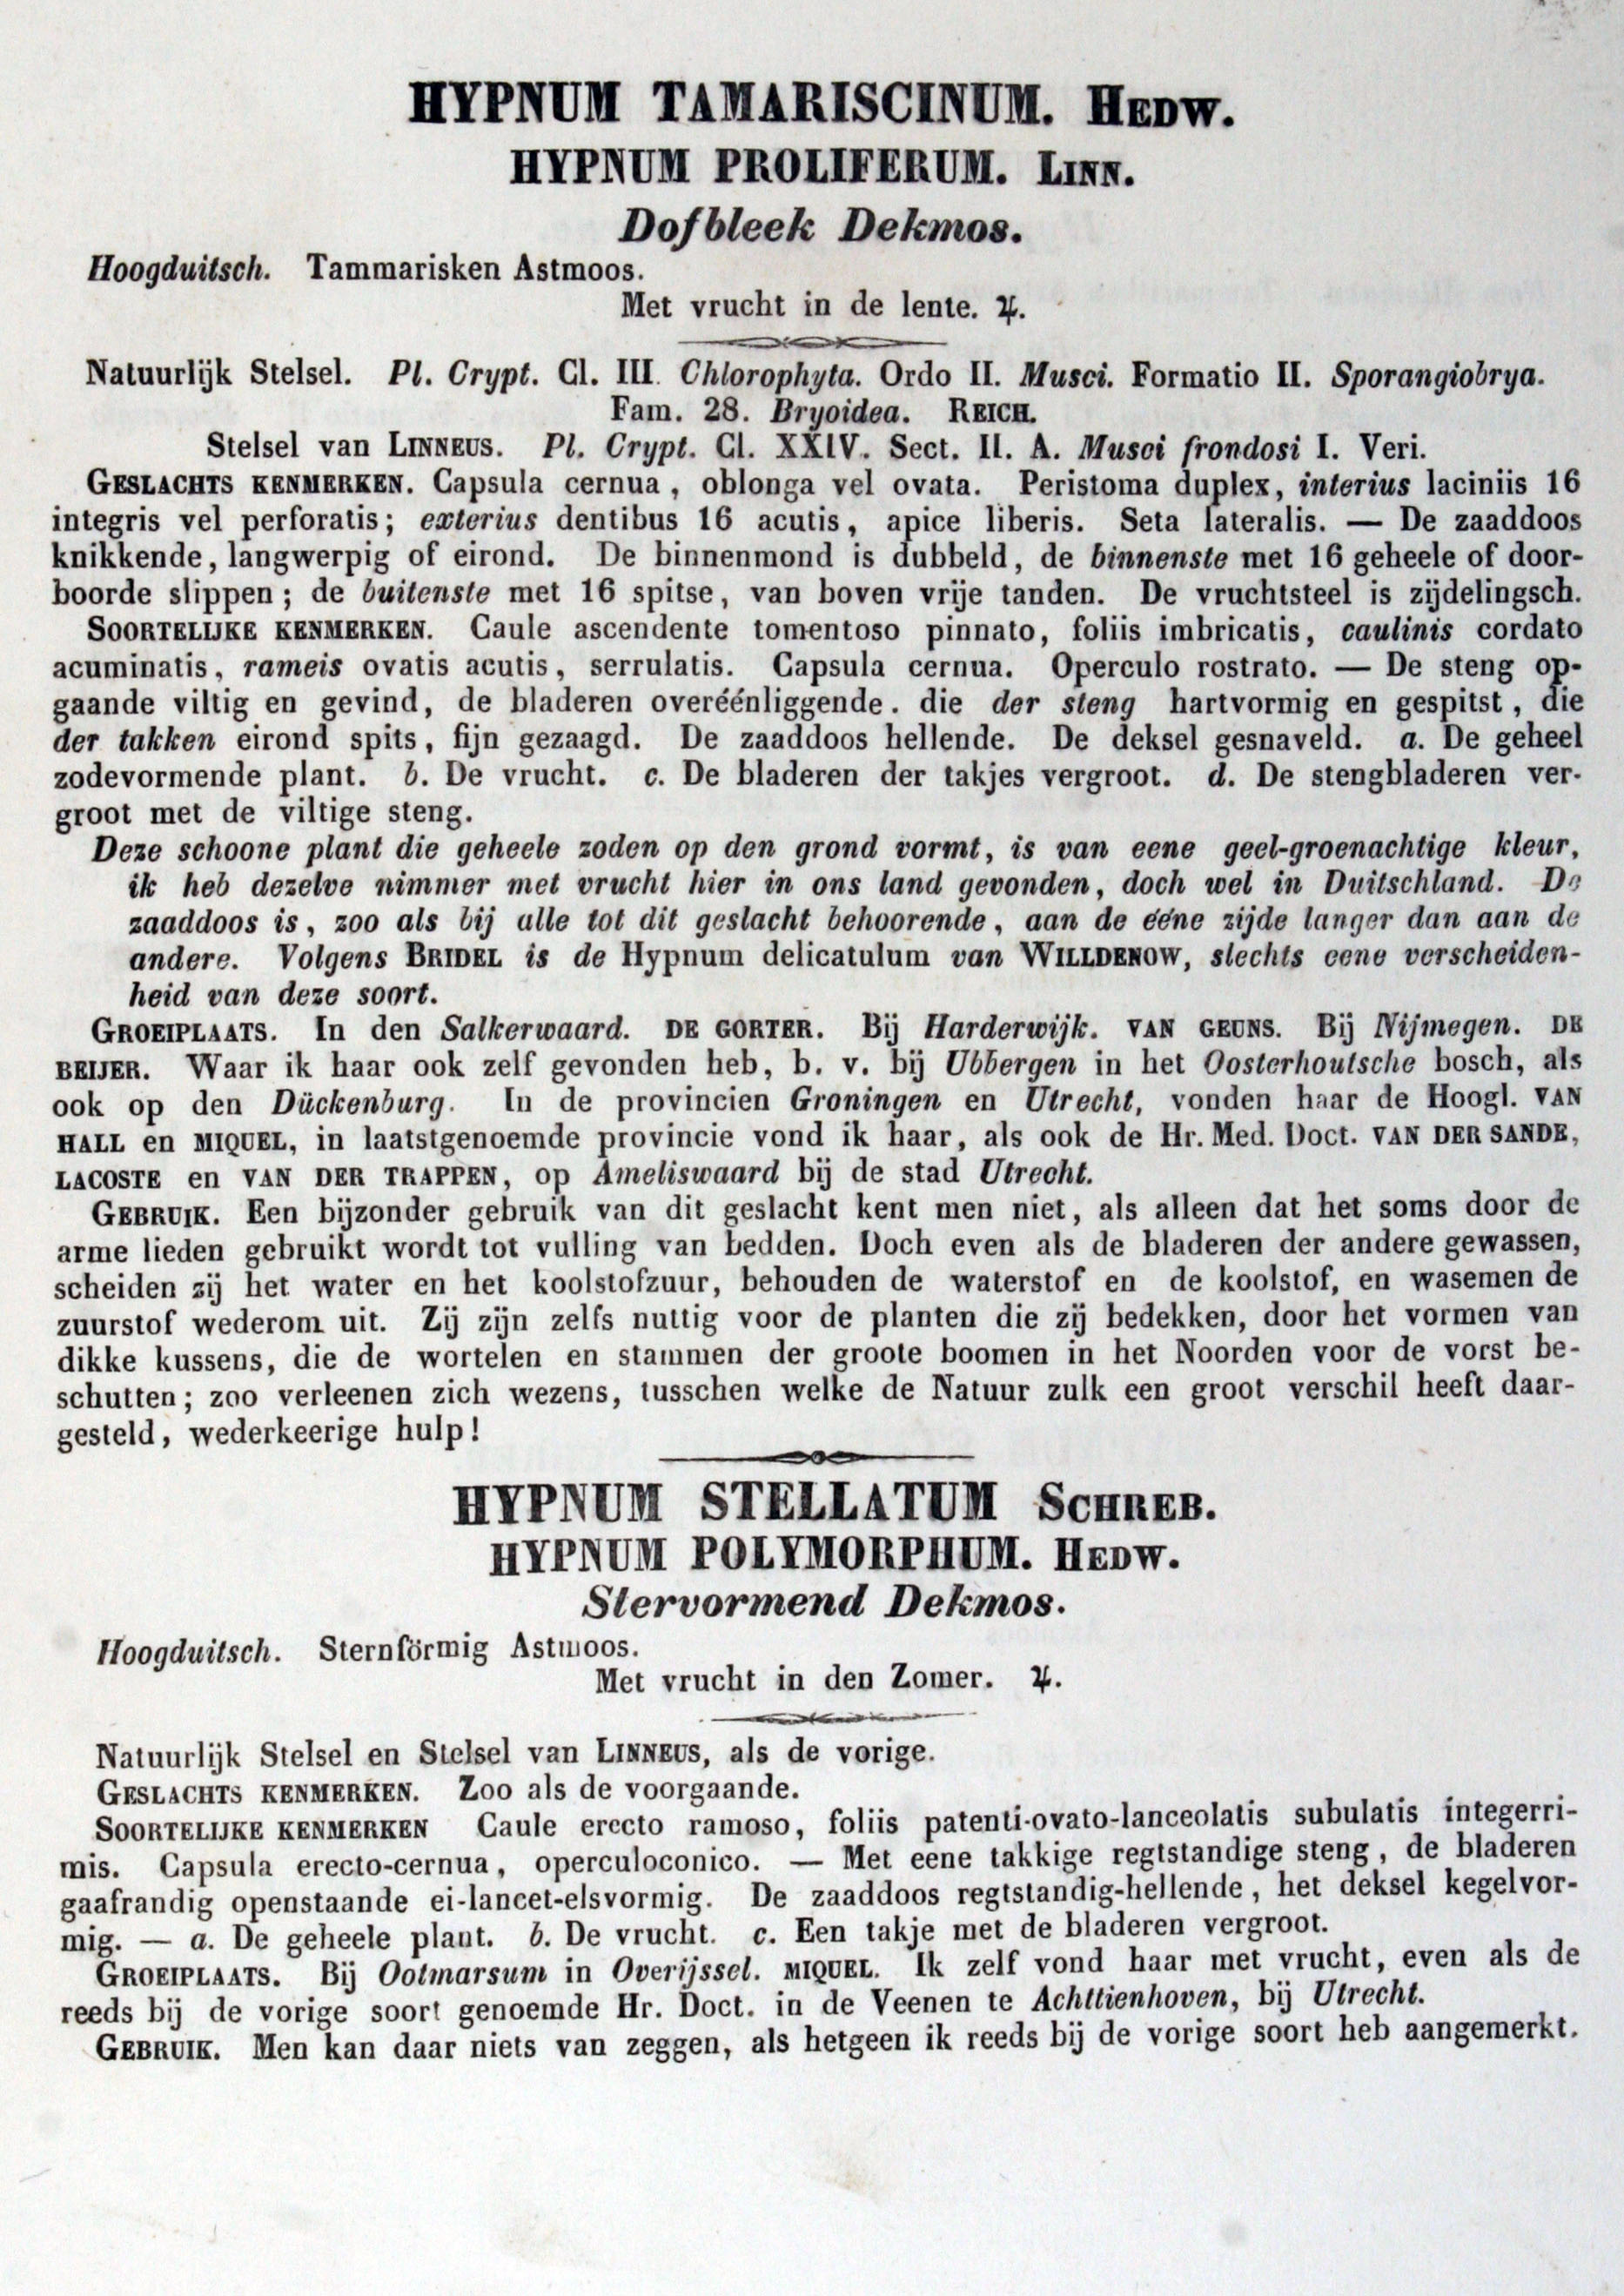 HYPNUM TAMARISCINUM. HEDW.
HYPNUM PROLIFERUM. LINN.
Dofbleek Dekmos.
Hoogduitsch. Tammarisken Astmoos.
Met vrucht in de lente. ♃.
Natuurlijk Stelsel. Pl. Crypt. Cl. III. Chlorophyta. Ordo II. Musci. Formatio II. Sporangiobrya.
Fam. 28. Bryoidea. REICH.
Stelsel van LINNEUS. Pl. Crypt. Cl. XXIV. Sect. II. A. Musci frondosi I. Veri.
GESLACHTS KENMERKEN. Capsula cernua, oblonga vel ovata. Peristoma duplex, interius laciniis 16
integris vel perforatis; exterius dentibus 16 acutis, apice liberis. Seta lateralis. — De zaaddoos
knikkende, langwerpig of eirond. De binnenmond is dubbeld, de binnenste met 16 geheele of door-
boorde slippen; de buitenste met 16 spitse, van boven vrije tanden. De vruchtsteel is zijdelingsch.
SOORTELIJKE KENMERKEN. Caule ascendente tomentoso pinnato, foliis imbricatis, caulinis cordato
acuminatis, rameis ovatis acutis, serrulatis. Capsula cernua. Operculo rostrato. — De steng op-
gaande viltig en gevind, de bladeren overéénliggende. die der steng hartvormig en gespitst, die
der takken eirond spits, fijn gezaagd. De zaaddoos hellende. De deksel gesnaveld. a. De geheel
zodevormende plant. b. De vrucht. c. De bladeren der takjes vergroot. d. De stengbladeren ver-
groot met de viltige steng.
Deze schoone plant die geheele zoden op den grond vormt, is van eene geel-groenachtige kleur,
ik heb dezelve nimmer met vrucht hier in ons land gevonden, doch wel in Duitschland. De
zaaddoos is, zoo als bij alle tot dit geslacht behoorende, aan de ééne zijde langer dan aan de
andere. Volgens BRIDEL is de Hypnum delicatulum van WILLDENOW, slechts eene verscheiden-
heid van deze soort.
GROEIPLAATS. In den Salkerwaard. DE GORTER. Bij Harderwijk. VAN GEUNS. Bij Nijmegen. DE
BEIJER. Waar ik haar ook zelf gevonden heb, b. v. bij Ubbergen in het Oosterhoutsche bosch, als
ook op den Dückenburg. In de provincien Groningen en Utrecht, vonden haar de Hoogl. VAN
HALL en MIQUEL, in laatstgenoemde provincie vond ik haar, als ook de Hr. Med. Doct. VAN DER SANDE,
LACOSTE en VAN DER TRAPPEN, op Ameliswaard bij de stad Utrecht.
GEBRUIK. Een bijzonder gebruik van dit geslacht kent men niet, als alleen dat het soms door de
arme lieden gebruikt wordt tot vulling van bedden. Doch even als de bladeren der andere gewassen,
scheiden zij het water en het koolstofzuur, behouden de waterstof en de koolstof, en wasemen de
zuurstof wederom uit. Zij zijn zelfs nuttig voor de planten die zij bedekken, door het vormen van
dikke kussens, die de wortelen en stammen der groote boomen in het Noorden voor de vorst be-
schutten; zoo verleenen zich wezens, tusschen welke de Natuur zulk een groot verschil heeft daar-
gesteld, wederkeerige hulp!
HYPNUM STELLATUM SCHREB.
HYPNUM POLYMORPHUM. HEDW.
Stervormend Dekmos.
Hoogduitsch. Sternförmig Astmoos.
Met vrucht in den Zomer. ♃.
Natuurlijk Stelsel en Stelsel van LINNEUS, als de vorige.
GESLACHTS KENMERKEN. Zoo als de voorgaande.
SOORTELIJKE KENMERKEN Caule erecto ramoso, foliis patenti-ovato-lanceolatis subulatis integerri-
mis. Capsula erecto-cernua, operculoconico. — Met eene takkige regtstandige steng, de bladeren
gaafrandig openstaande ei-lancet-elsvormig. De zaaddoos regtstandig-hellende, het deksel kegelvor-
mig. — a. De geheele plant. b. De vrucht. c. Een takje met de bladeren vergroot.
GROEIPLAATS. Bij Ootmarsum in Overijssel. MIQUEL. Ik zelf vond haar met vrucht, even als de
reeds bij de vorige soort genoemde Hr. Doct. in de Veenen te Achttienhoven, bij Utrecht.
GEBRUIK. Men kan daar niets van zeggen, als hetgeen ik reeds bij de vorige soort heb aangemerkt.